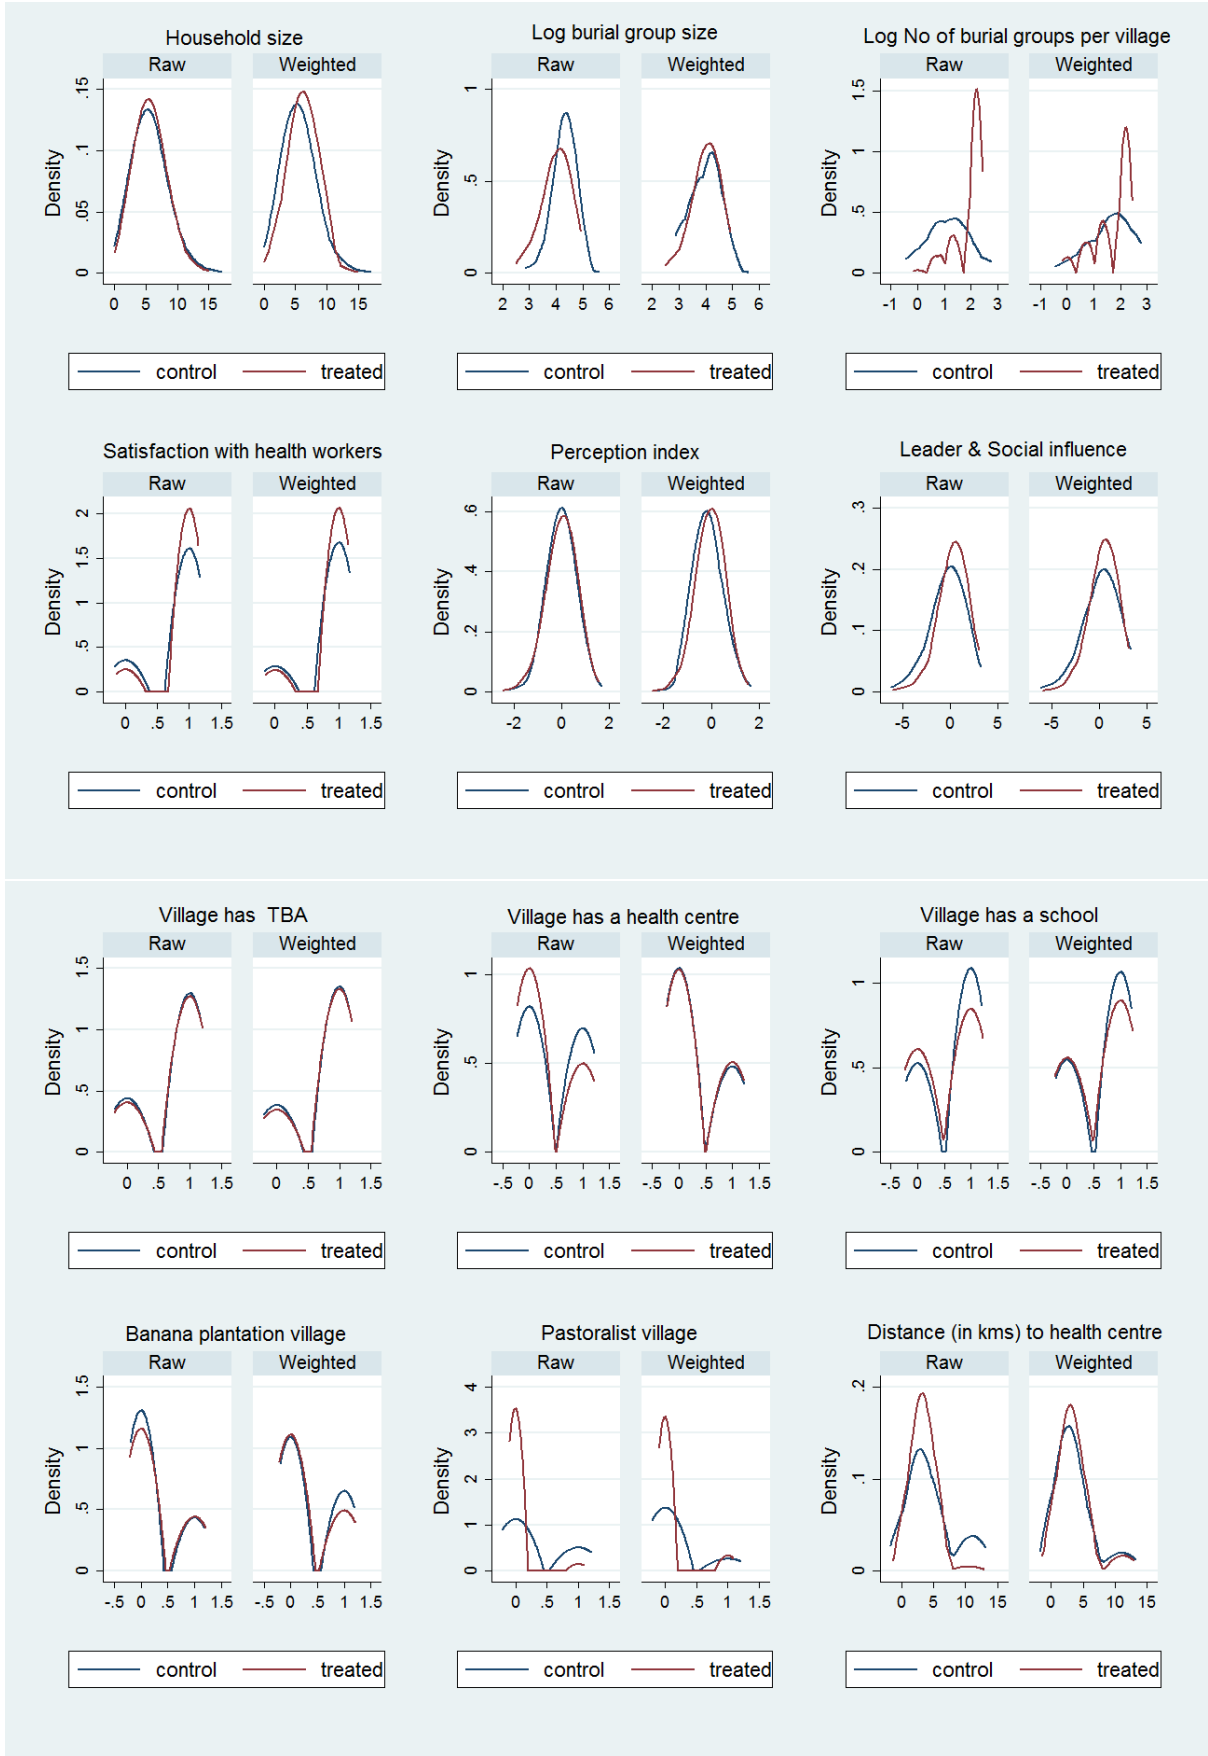 Household size
Log burial group size
Log No of burial groups per village
Raw Weighted
Raw Weighted
Raw Weighted
Density
0 .05 .1 .15
0 5 10 15 0 5 10 15
Density
0 .5 1
2 3 4 5 6 2 3 4 5 6
Density
0 .5 1 1.5
-1 0 1 2 3 -1 0 1 2 3
control treated
control treated
control treated
Satisfaction with health workers
Perception index
Leader & Social influence
Raw Weighted
Raw Weighted
Raw Weighted
Density
0 .5 1 1.5 2
0 .5 1 1.5 0 .5 1 1.5
Density
0 .2 .4 .6
-2 0 2 -2 0 2
Density
0 .1 .2 .3
-5 0 5 -5 0 5
control treated
control treated
control treated
Village has TBA
Village has a health centre
Village has a school
Raw Weighted
Raw Weighted
Raw Weighted
Density
0 .5 1 1.5
0 .5 1 1.5 0 .5 1 1.5
Density
0 .5 1
-.5 0 .5 1 1.5 -.5 0 .5 1 1.5
Density
0 .5 1
-.5 0 .5 1 1.5 -.5 0 .5 1 1.5
control treated
control treated
control treated
Banana plantation village
Pastoralist village
Distance (in kms) to health centre
Raw Weighted
Raw Weighted
Raw Weighted
Density
0 .5 1 1.5
-.5 0 .5 1 1.5 -.5 0 .5 1 1.5
Density
0 1 2 3 4
0 .5 1 1.5 0 .5 1 1.5
Density
0 .1 .2
0 5 10 15 0 5 10 15
control treated
control treated
control treated